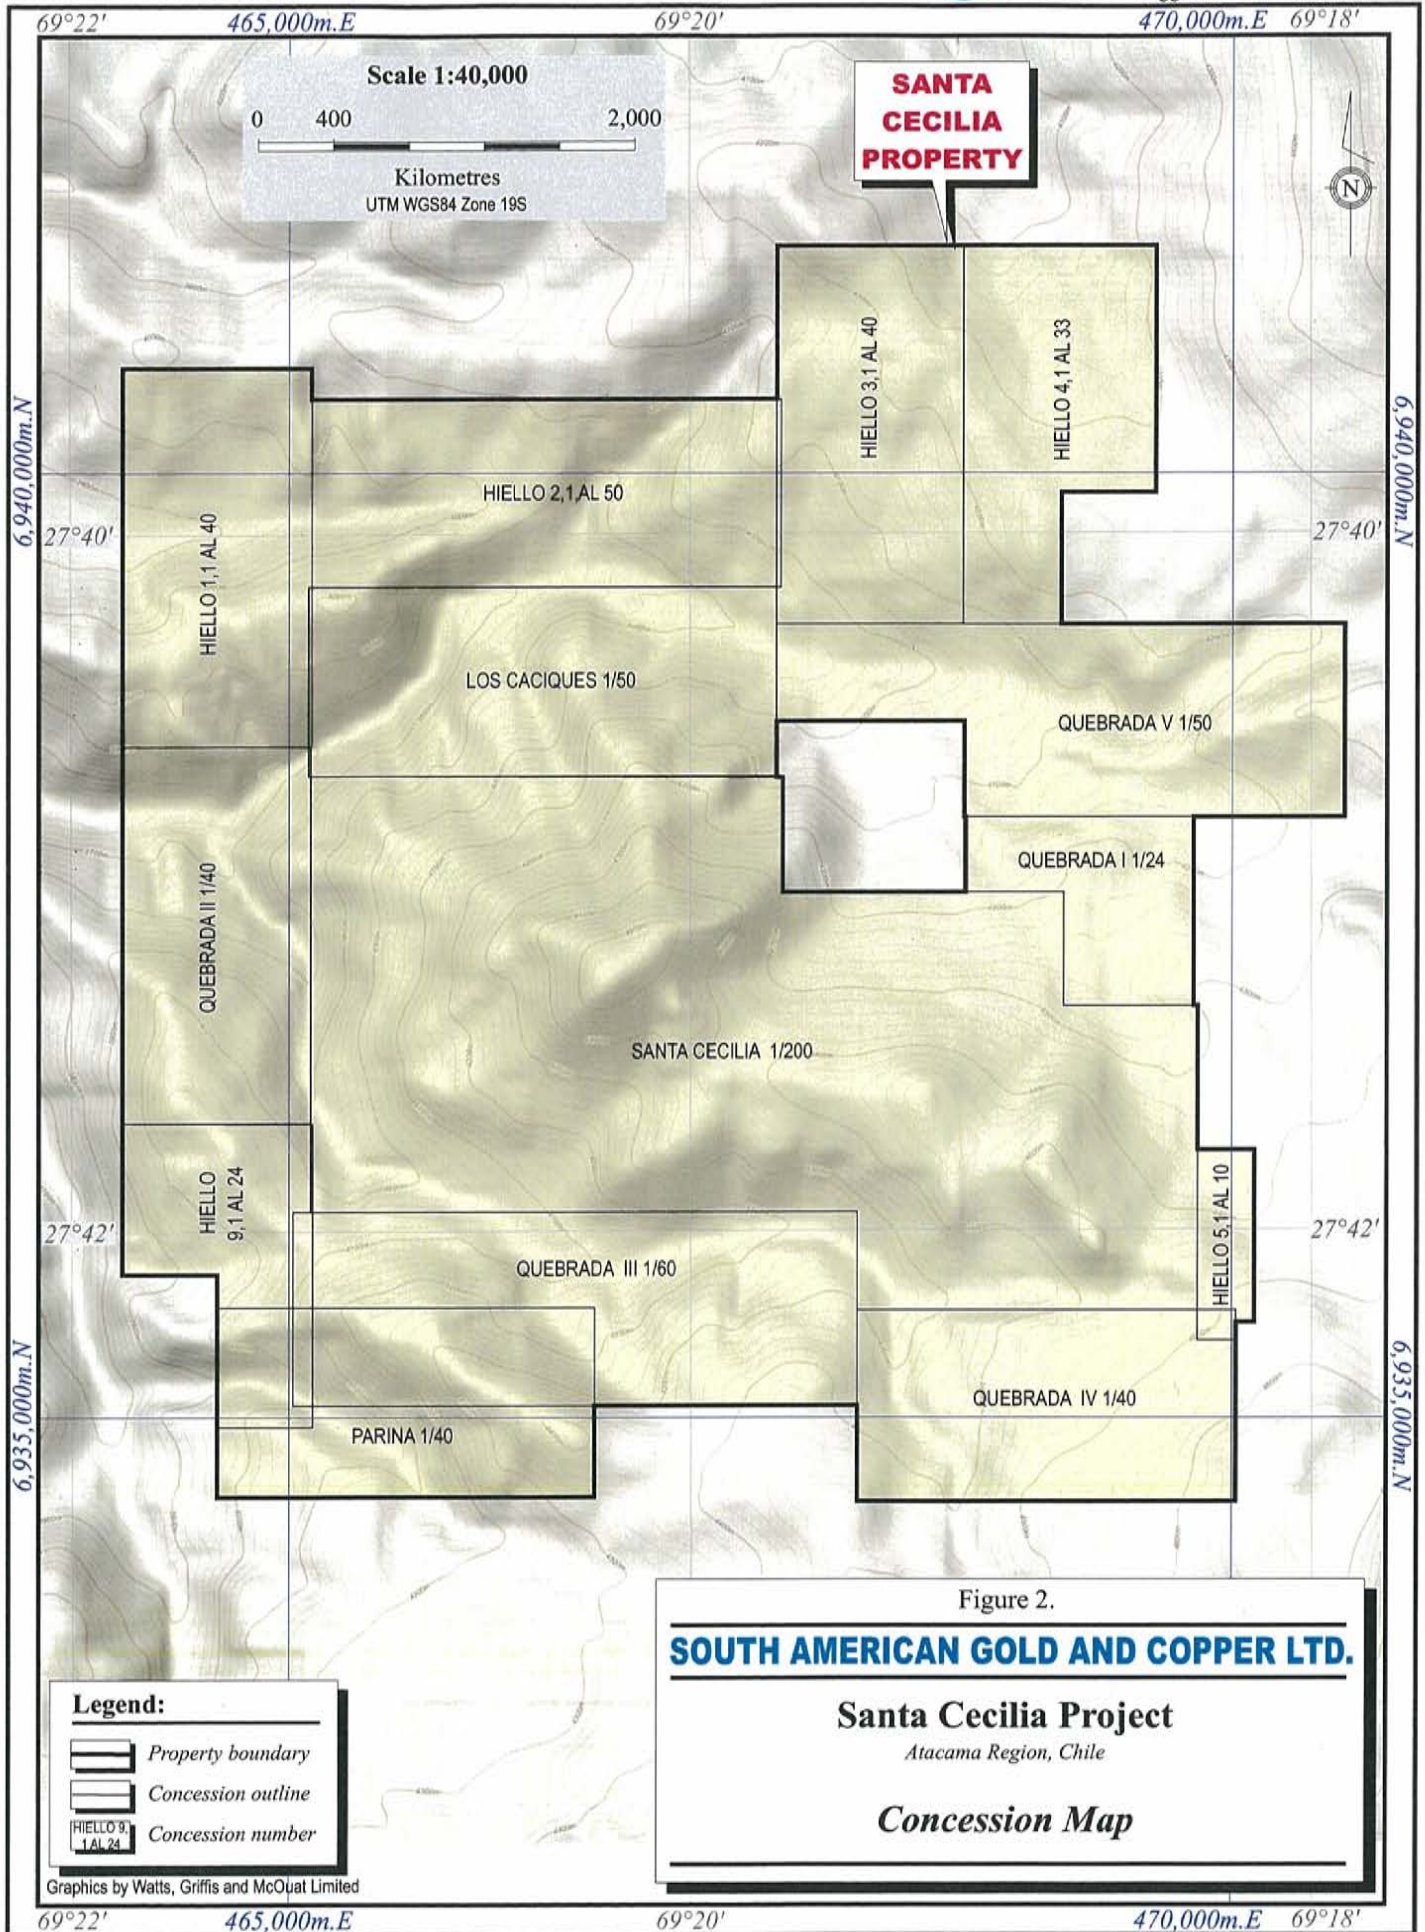 69°22'
465,000m.E
69°20'
470,000m.E
69°18'
Scale 1:40,000
0 400 2,000
Kilometres
UTM WGS84 Zone 19S
SANTA
CECILIA
PROPERTY
N
6,940,000m.N
6,940,000m.N
27°40'
27°40'
HIELLO 3,1 AL 40
HIELLO 4,1 AL 33
HIELLO 2,1 AL 50
HIELLO 1,1 AL 40
LOS CACIQUES 1/50
QUEBRADA V 1/50
QUEBRADA I 1/24
QUEBRADA II 1/40
SANTA CECILIA 1/200
HIELLO
9,1 AL 24
HIELLO 5,1 AL 10
27°42'
27°42'
QUEBRADA III 1/60
QUEBRADA IV 1/40
PARINA 1/40
6,935,000m.N
6,935,000m.N
Figure 2.
SOUTH AMERICAN GOLD AND COPPER LTD.
Santa Cecilia Project
Atacama Region, Chile
Concession Map
Legend:
Property boundary
Concession outline
HIELLO 9,
1 AL 24
Concession number
Graphics by Watts, Griffis and McOuat Limited
69°22'
465,000m.E
69°20'
470,000m.E
69°18'